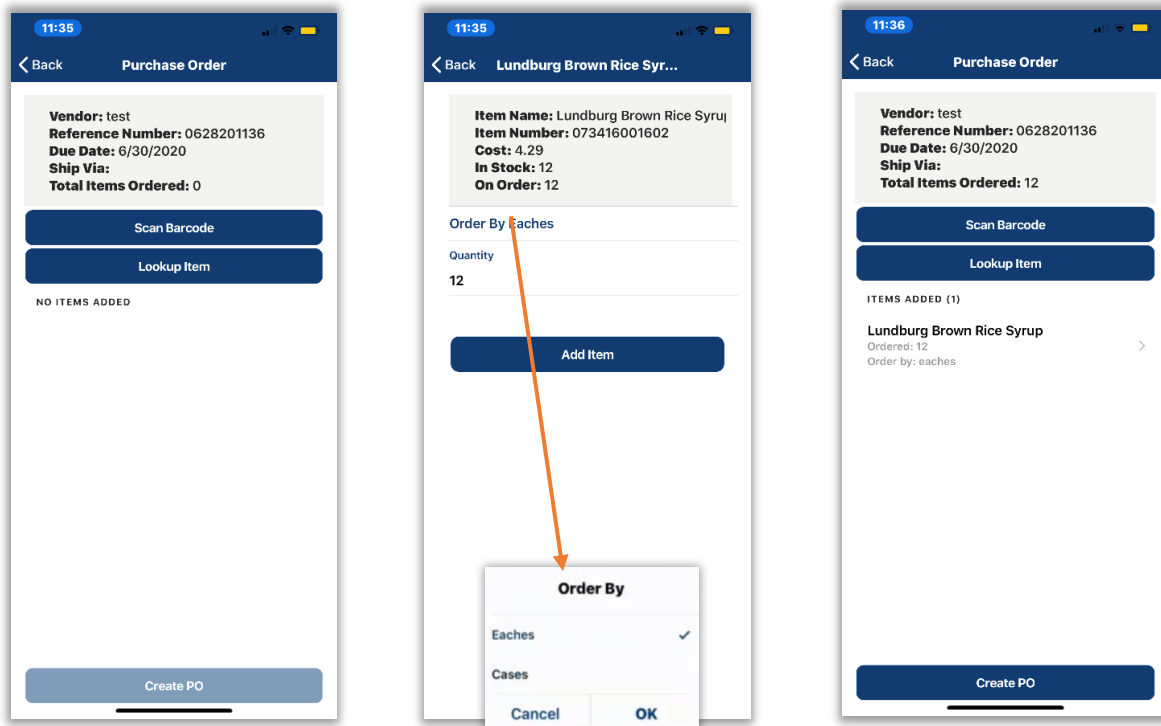 11:35
Back Purchase Order
Vendor: test
Reference Number: 0628201136
Due Date: 6/30/2020
Ship Via:
Total Items Ordered: 0
Scan Barcode
Lookup Item
NO ITEMS ADDED
Create PO
11:35
Back Lundburg Brown Rice Syr...
Item Name: Lundburg Brown Rice Syru
Item Number: 073416001602
Cost: 4.29
In Stock: 12
On Order: 12
Order By Eaches
Quantity
12
Add Item
Order By
Eaches
Cases
Cancel OK
11:36
Back Purchase Order
Vendor: test
Reference Number: 0628201136
Due Date: 6/30/2020
Ship Via:
Total Items Ordered: 12
Scan Barcode
Lookup Item
ITEMS ADDED (1)
Lundburg Brown Rice Syrup
Ordered: 12
Order by: eaches
Create PO